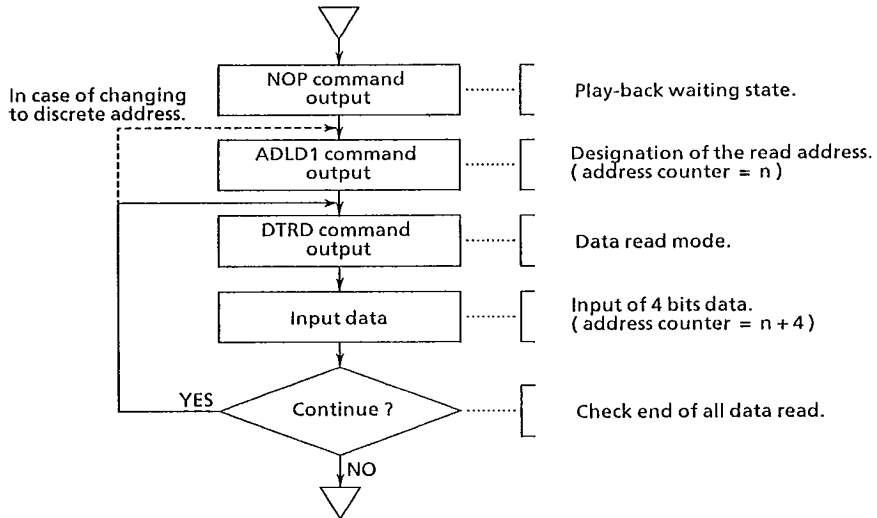 NOP command
output
Play-back waiting state.
In case of changing
to discrete address.
ADLD1 command
output
Designation of the read address.
( address counter = n )
DTRD command
output
Data read mode.
Input data
Input of 4 bits data.
( address counter = n + 4 )
YES
Continue ?
Check end of all data read.
NO